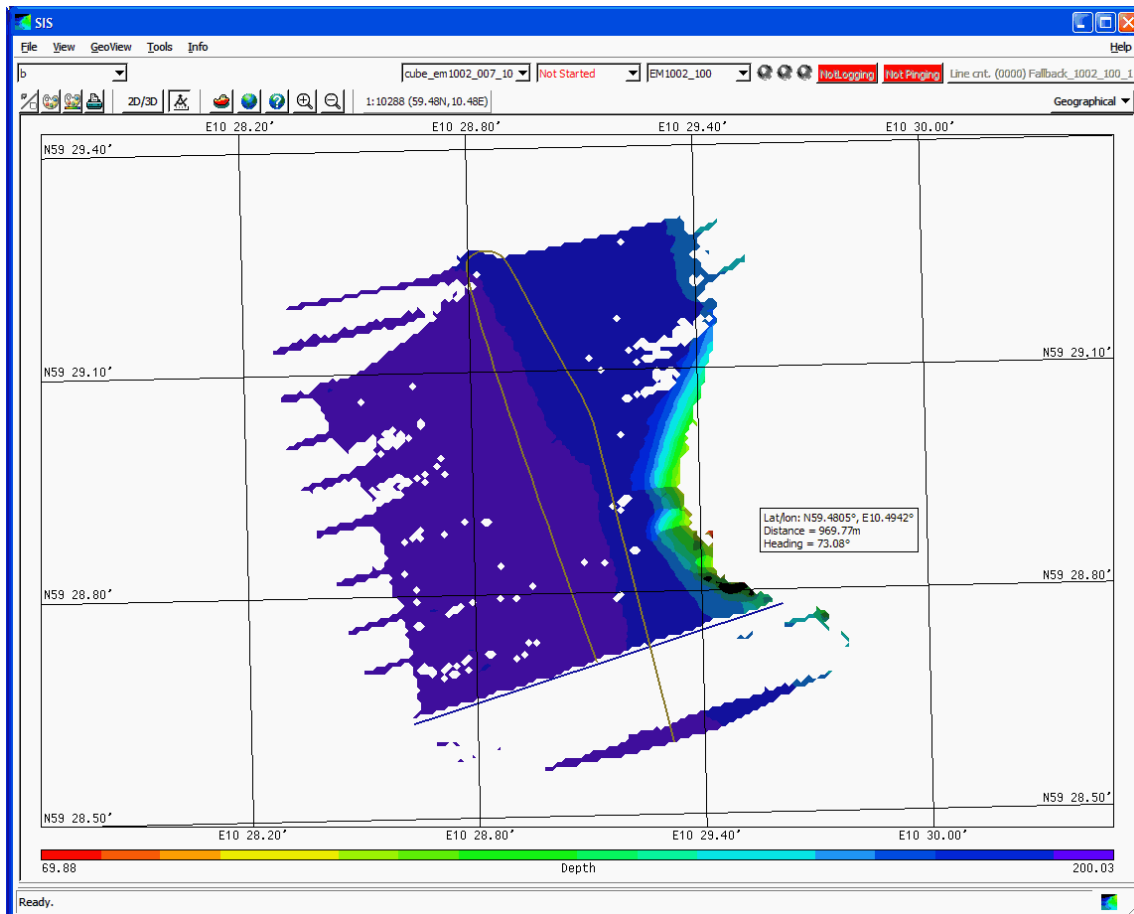 SIS
File View GeoView Tools Info Help
b cube_em1002_007_10 Not Started EM1002_100 NotLogging Not Pinging Line cnt. (0000) Fallback_1002_100_1
2D/3D 1:10288 (59.48N,10.48E) Geographical
E10 28.20' E10 28.80' E10 29.40' E10 30.00'
N59 29.40'
N59 29.10' N59 29.10'
Lat/lon: N59.4805°, E10.4942°
Distance = 969.77m
Heading = 73.08°
N59 28.80' N59 28.80'
N59 28.50' N59 28.50'
E10 28.20' E10 28.80' E10 29.40' E10 30.00'
69.88 Depth 200.03
Ready.